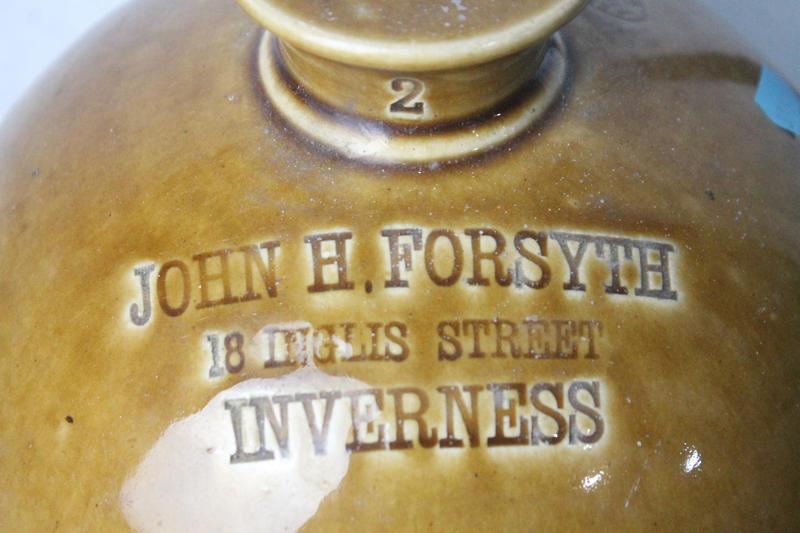 2
JOHN H. FORSYTH
18 INGLIS STREET
INVERNESS